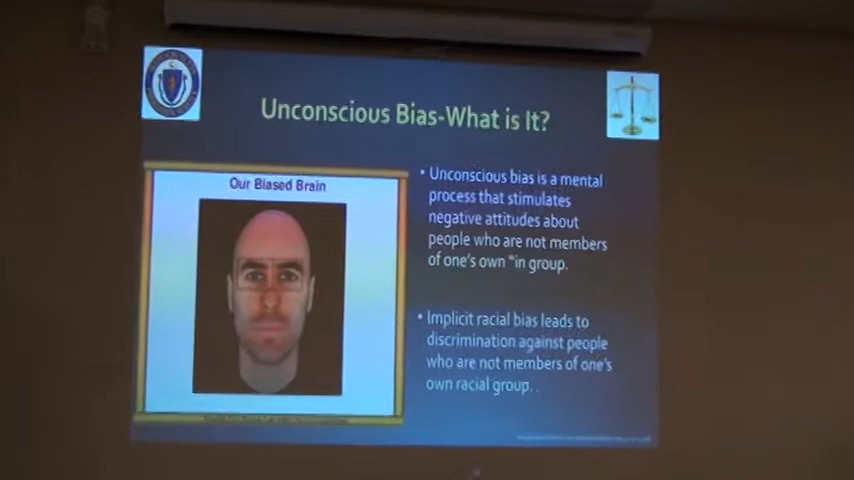 Unconscious Bias-What is It?
Our Biased Brain
• Unconscious bias is a mental
process that stimulates
negative attitudes about
people who are not members
of one's own "in group.
• Implicit racial bias leads to
discrimination against people
who are not members of one's
own racial group. .